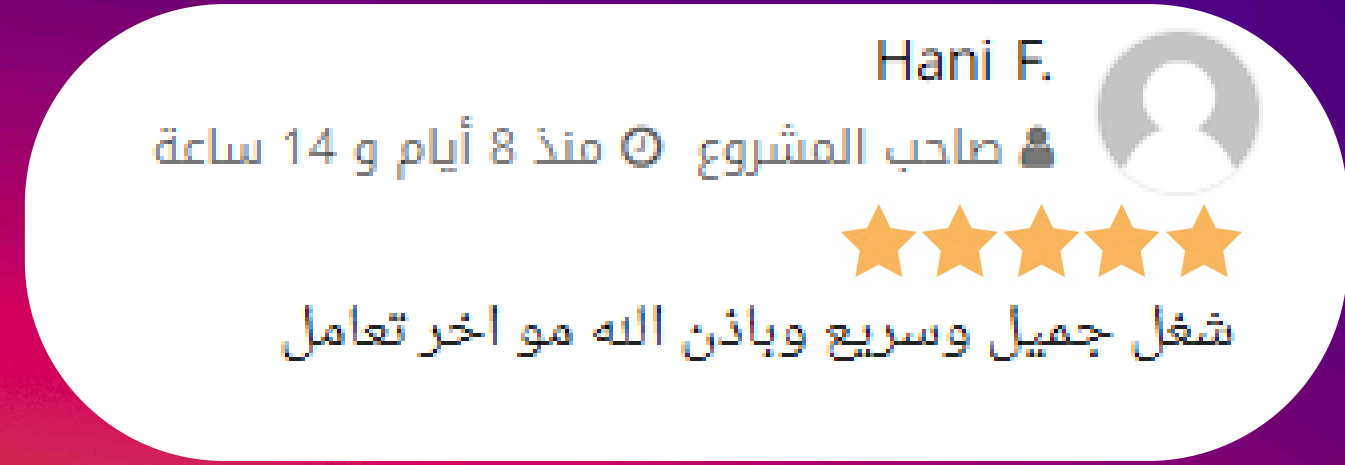 Hani F.
صاحب المشروع منذ 8 أيام و 14 ساعة
شغل جميل وسريع وباذن الله مو اخر تعامل